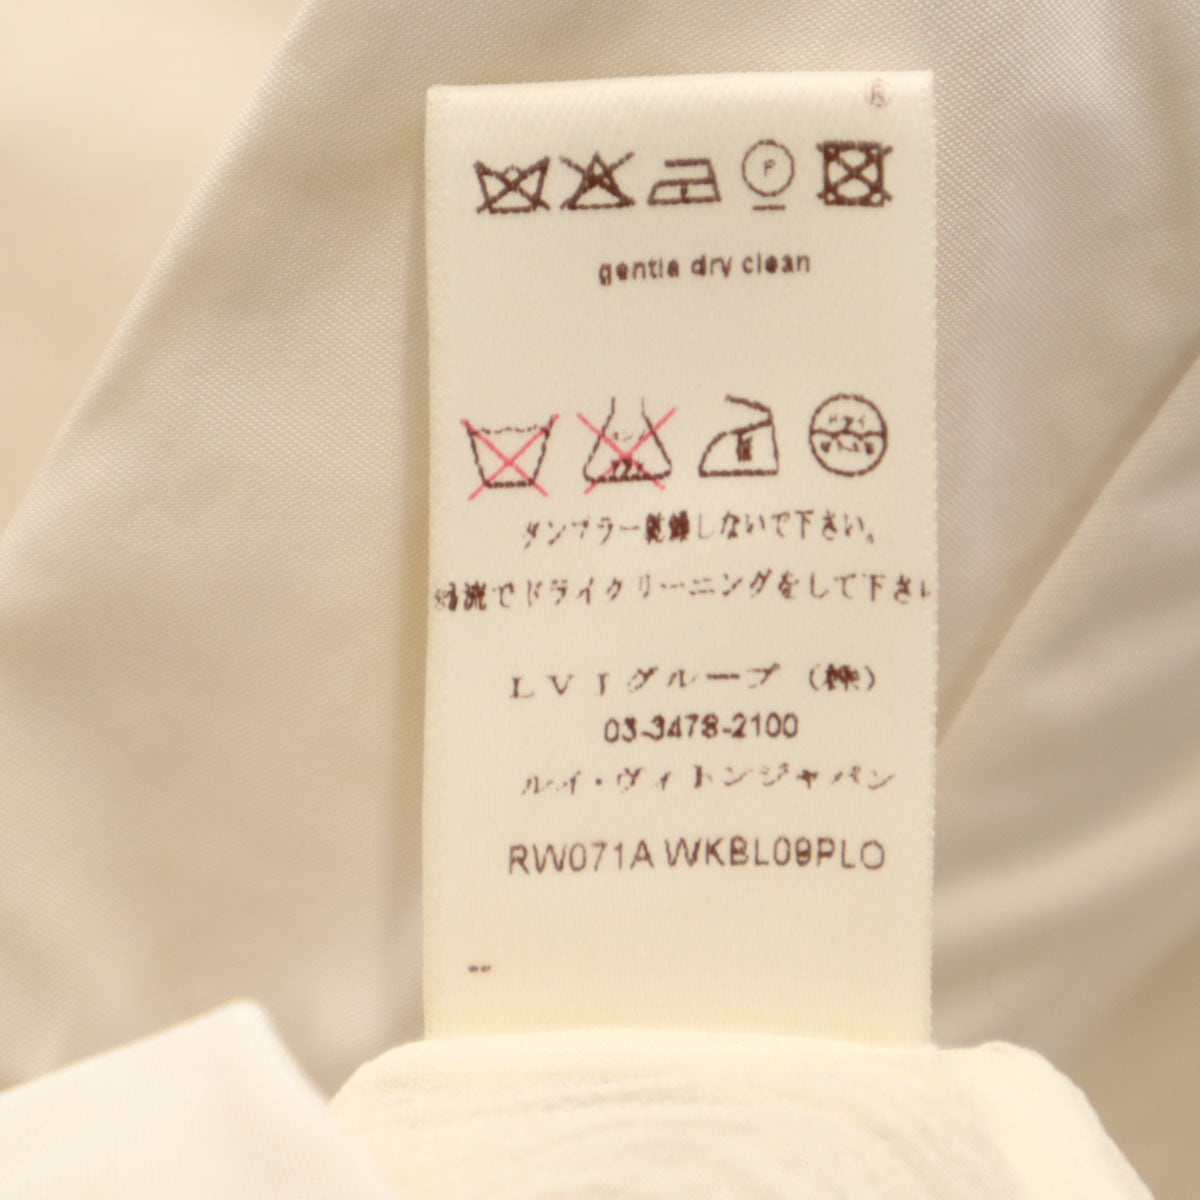 P
gentle dry clean
タンブラー乾燥しないで下さい。
流でドライクリーニングをして下さい
LVJグループ（株）
03-3478-2100
ルイ・ヴィトンジャパン
RW071A WKBL09PLO
--